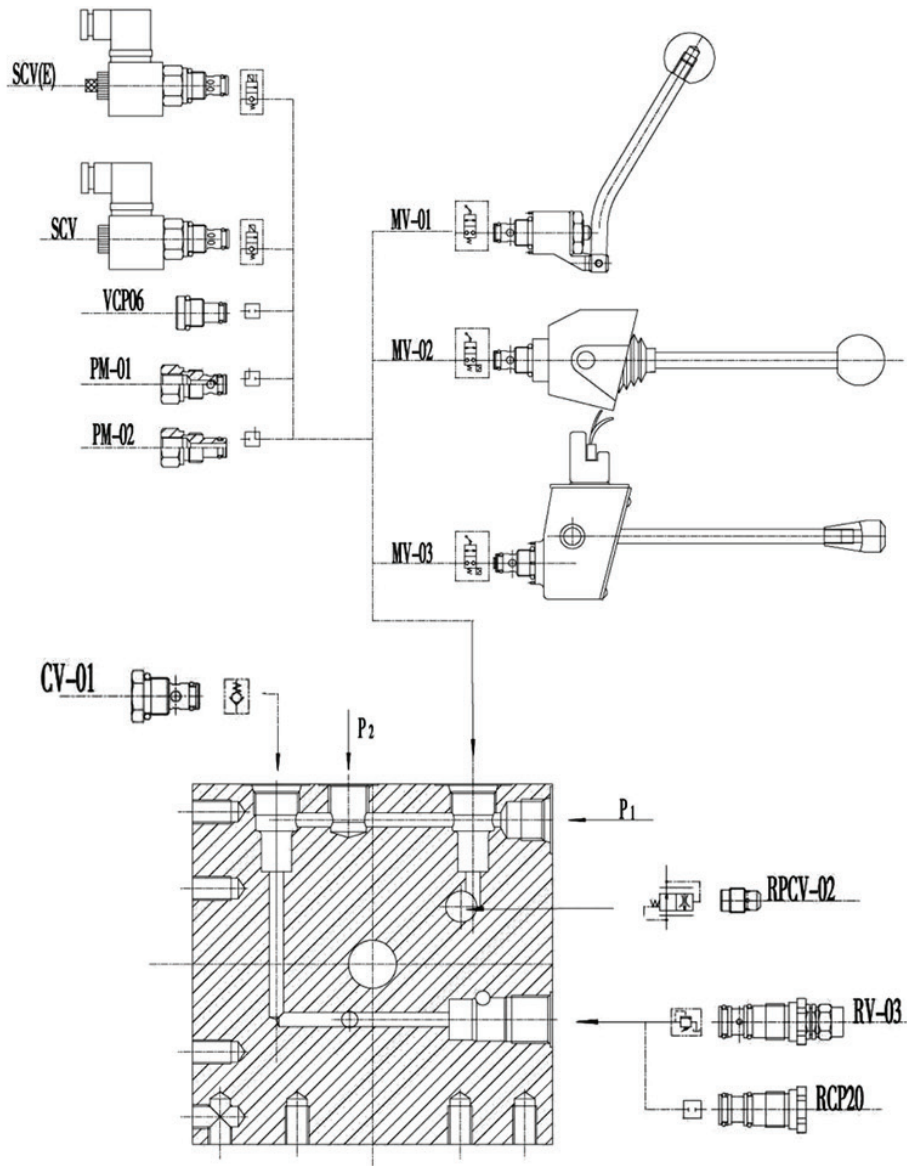 SCV(E)
SCV
VCP06
PM-01
PM-02
MV-01
MV-02
MV-03
CV-01
P2
P1
RPCV-02
RV-03
RCP20